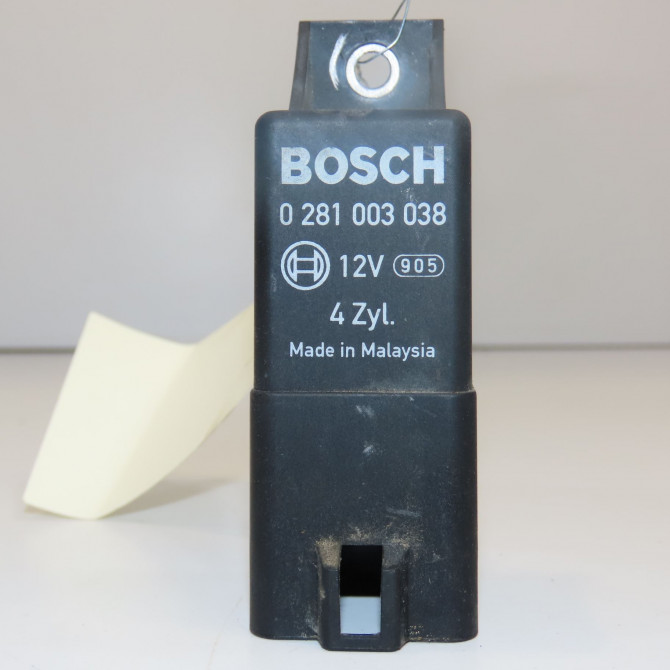 BOSCH
0 281 003 038
12V 905
4 Zyl.
Made in Malaysia